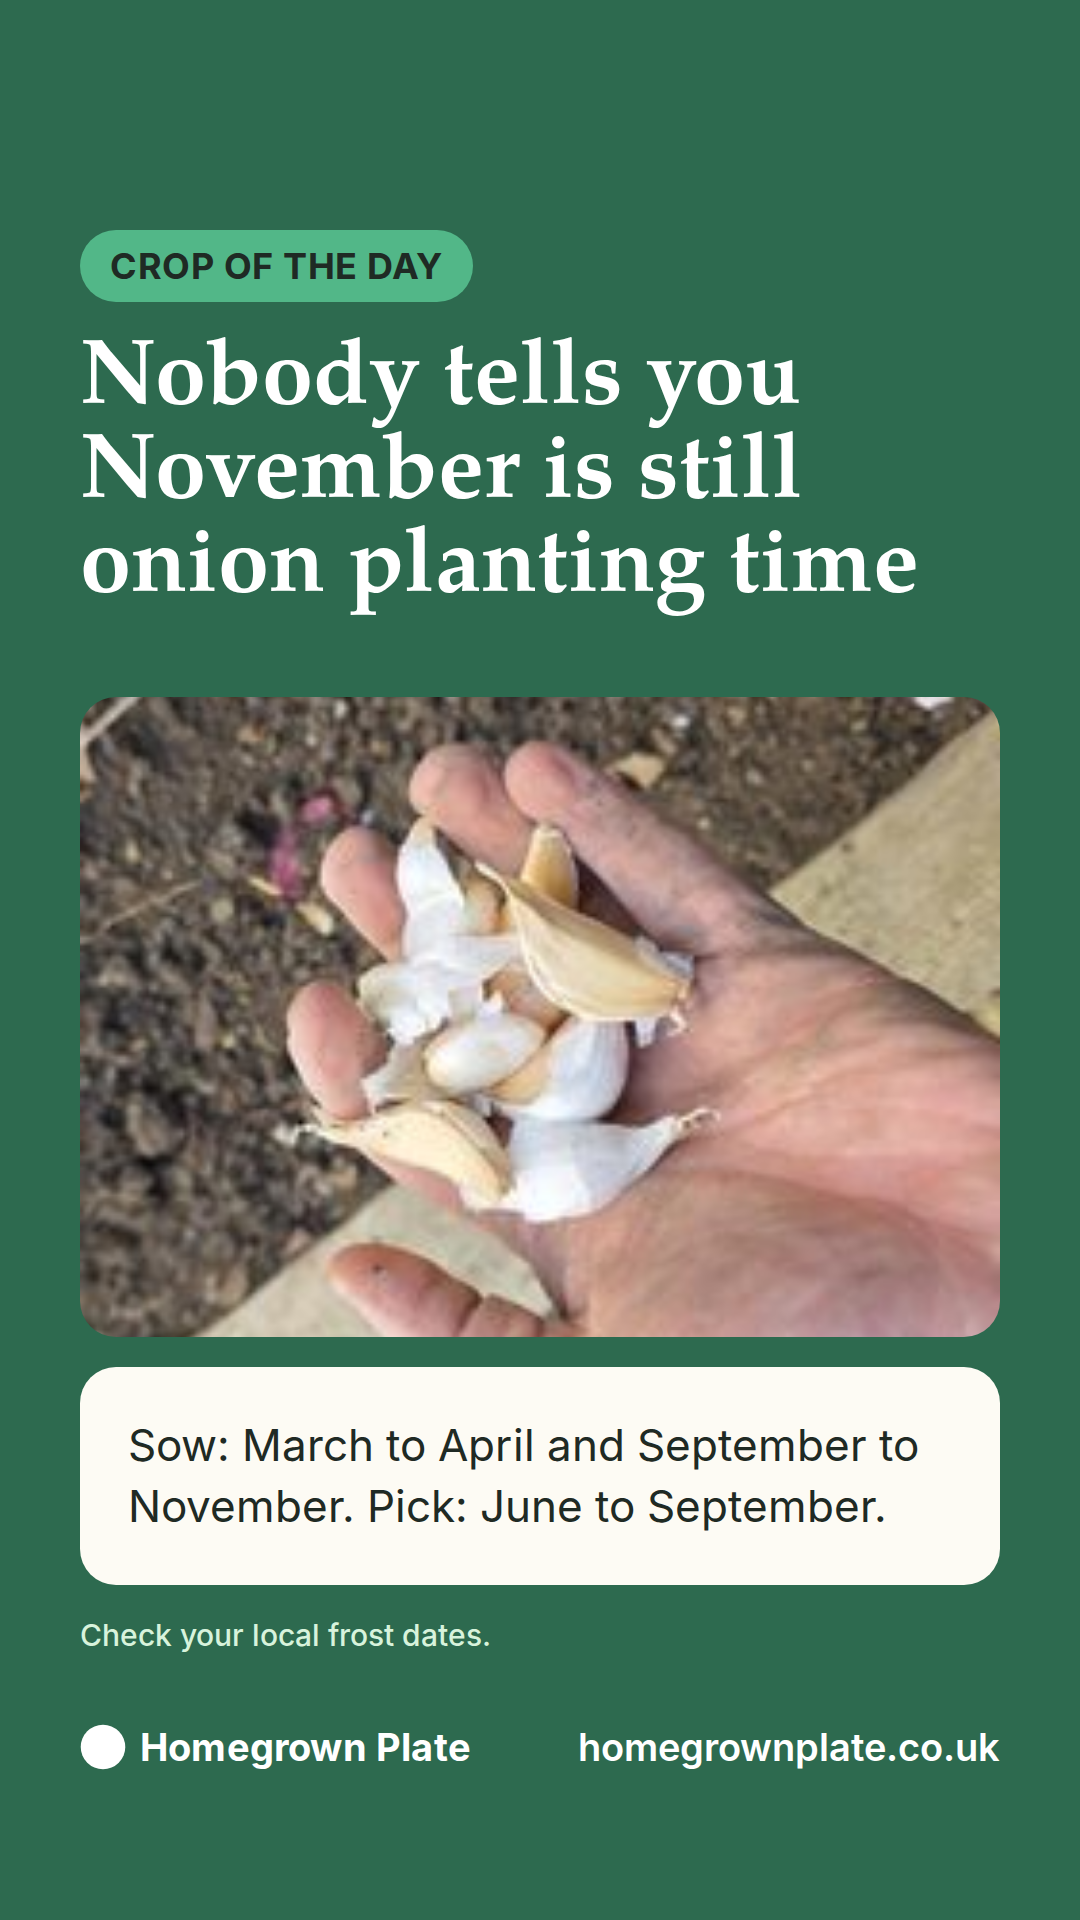 CROP OF THE DAY
Nobody tells you
November is still
onion planting time
Sow: March to April and September to
November. Pick: June to September.
Check your local frost dates.
Homegrown Plate
homegrownplate.co.uk